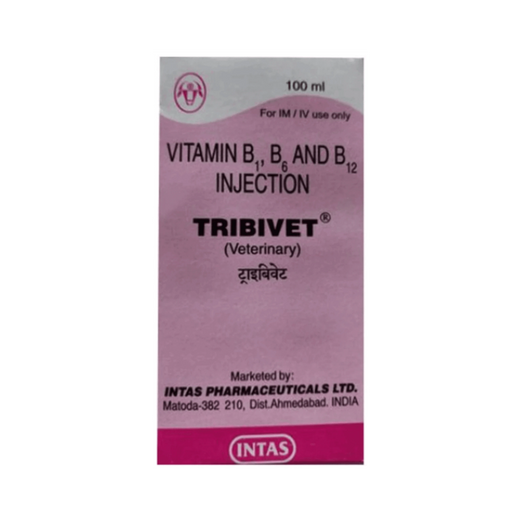 100 ml
For IM / IV use only
VITAMIN B1, B6 AND B12
INJECTION
TRIBIVET®
(Veterinary)
ट्राइबिवेट
Marketed by:
INTAS PHARMACEUTICALS LTD.
Matoda-382 210, Dist.Ahmedabad. INDIA
INTAS